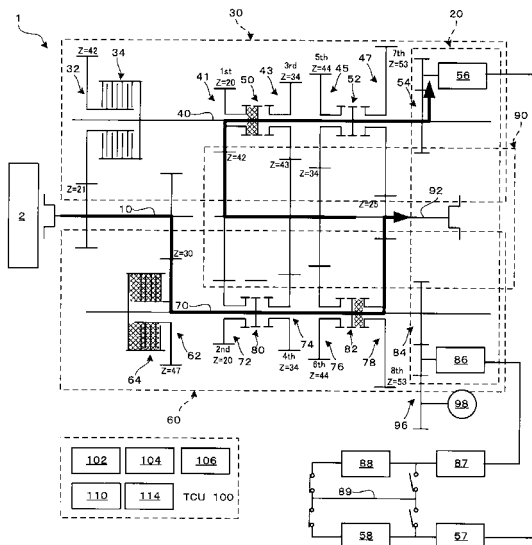 1
30
20
Z=42
34
32
41
1st
Z=20
50
43
3rd
Z=34
5th
Z=44
45
52
47
7th
Z=53
54
56
40
90
Z=42
Z=43
Z=34
Z=21
Z=25
2
10
92
Z=30
70
64
62
Z=47
2nd
Z=20
72
80
4th
Z=34
74
6th
Z=44
76
82
78
8th
Z=53
84
86
60
96
98
102
104
106
110
114
TCU 100
88
87
89
58
57